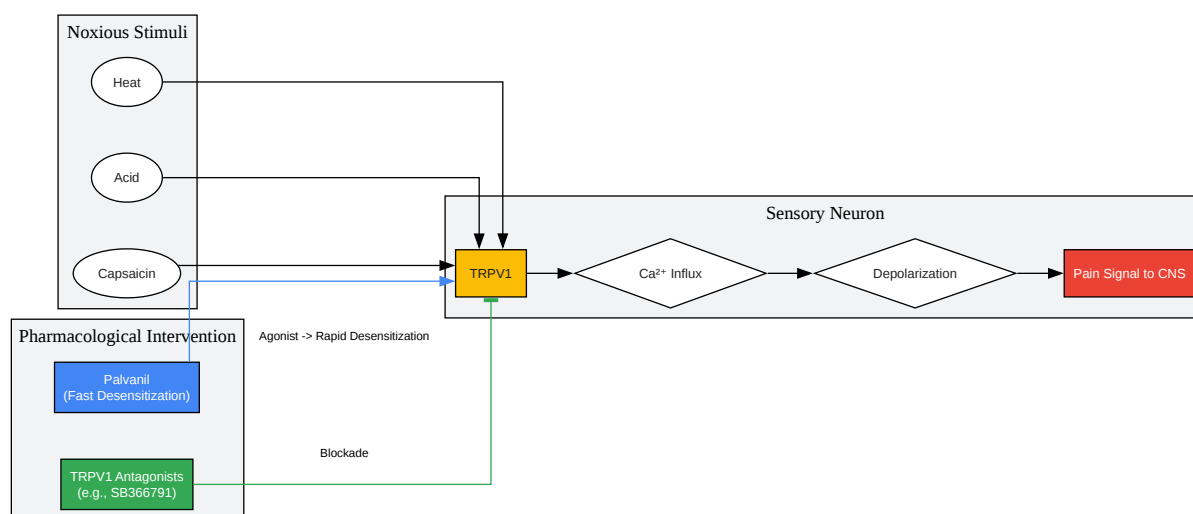 Noxious Stimuli
Heat
Acid
Capsaicin
Sensory Neuron
TRPV1
Ca²⁺ Influx
Depolarization
Pain Signal to CNS
Pharmacological Intervention
Agonist -> Rapid Desensitization
Palvanil
(Fast Desensitization)
Blockade
TRPV1 Antagonists
(e.g., SB366791)